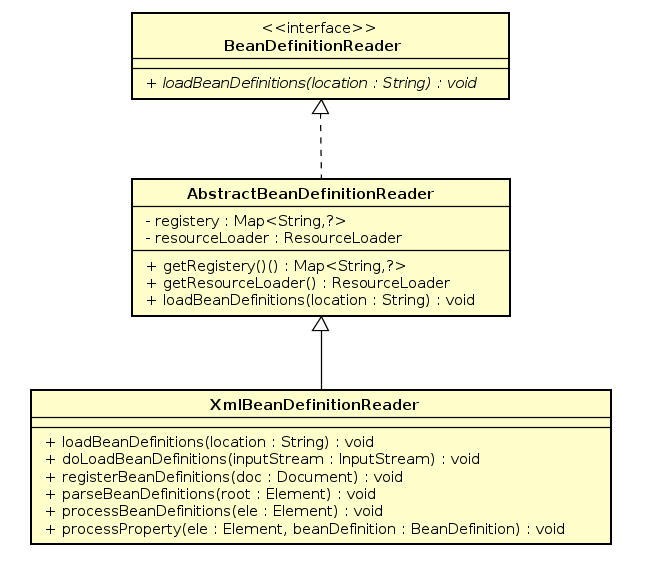 <<interface>>
BeanDefinitionReader
+ loadBeanDefinitions(location : String) : void
AbstractBeanDefinitionReader
- registery : Map<String,?>
- resourceLoader : ResourceLoader
+ getRegistery()() : Map<String,?>
+ getResourceLoader() : ResourceLoader
+ loadBeanDefinitions(location : String) : void
XmlBeanDefinitionReader
+ loadBeanDefinitions(location : String) : void
+ doLoadBeanDefinitions(inputStream : InputStream) : void
+ registerBeanDefinitions(doc : Document) : void
+ parseBeanDefinitions(root : Element) : void
+ processBeanDefinitions(ele : Element) : void
+ processProperty(ele : Element, beanDefinition : BeanDefinition) : void